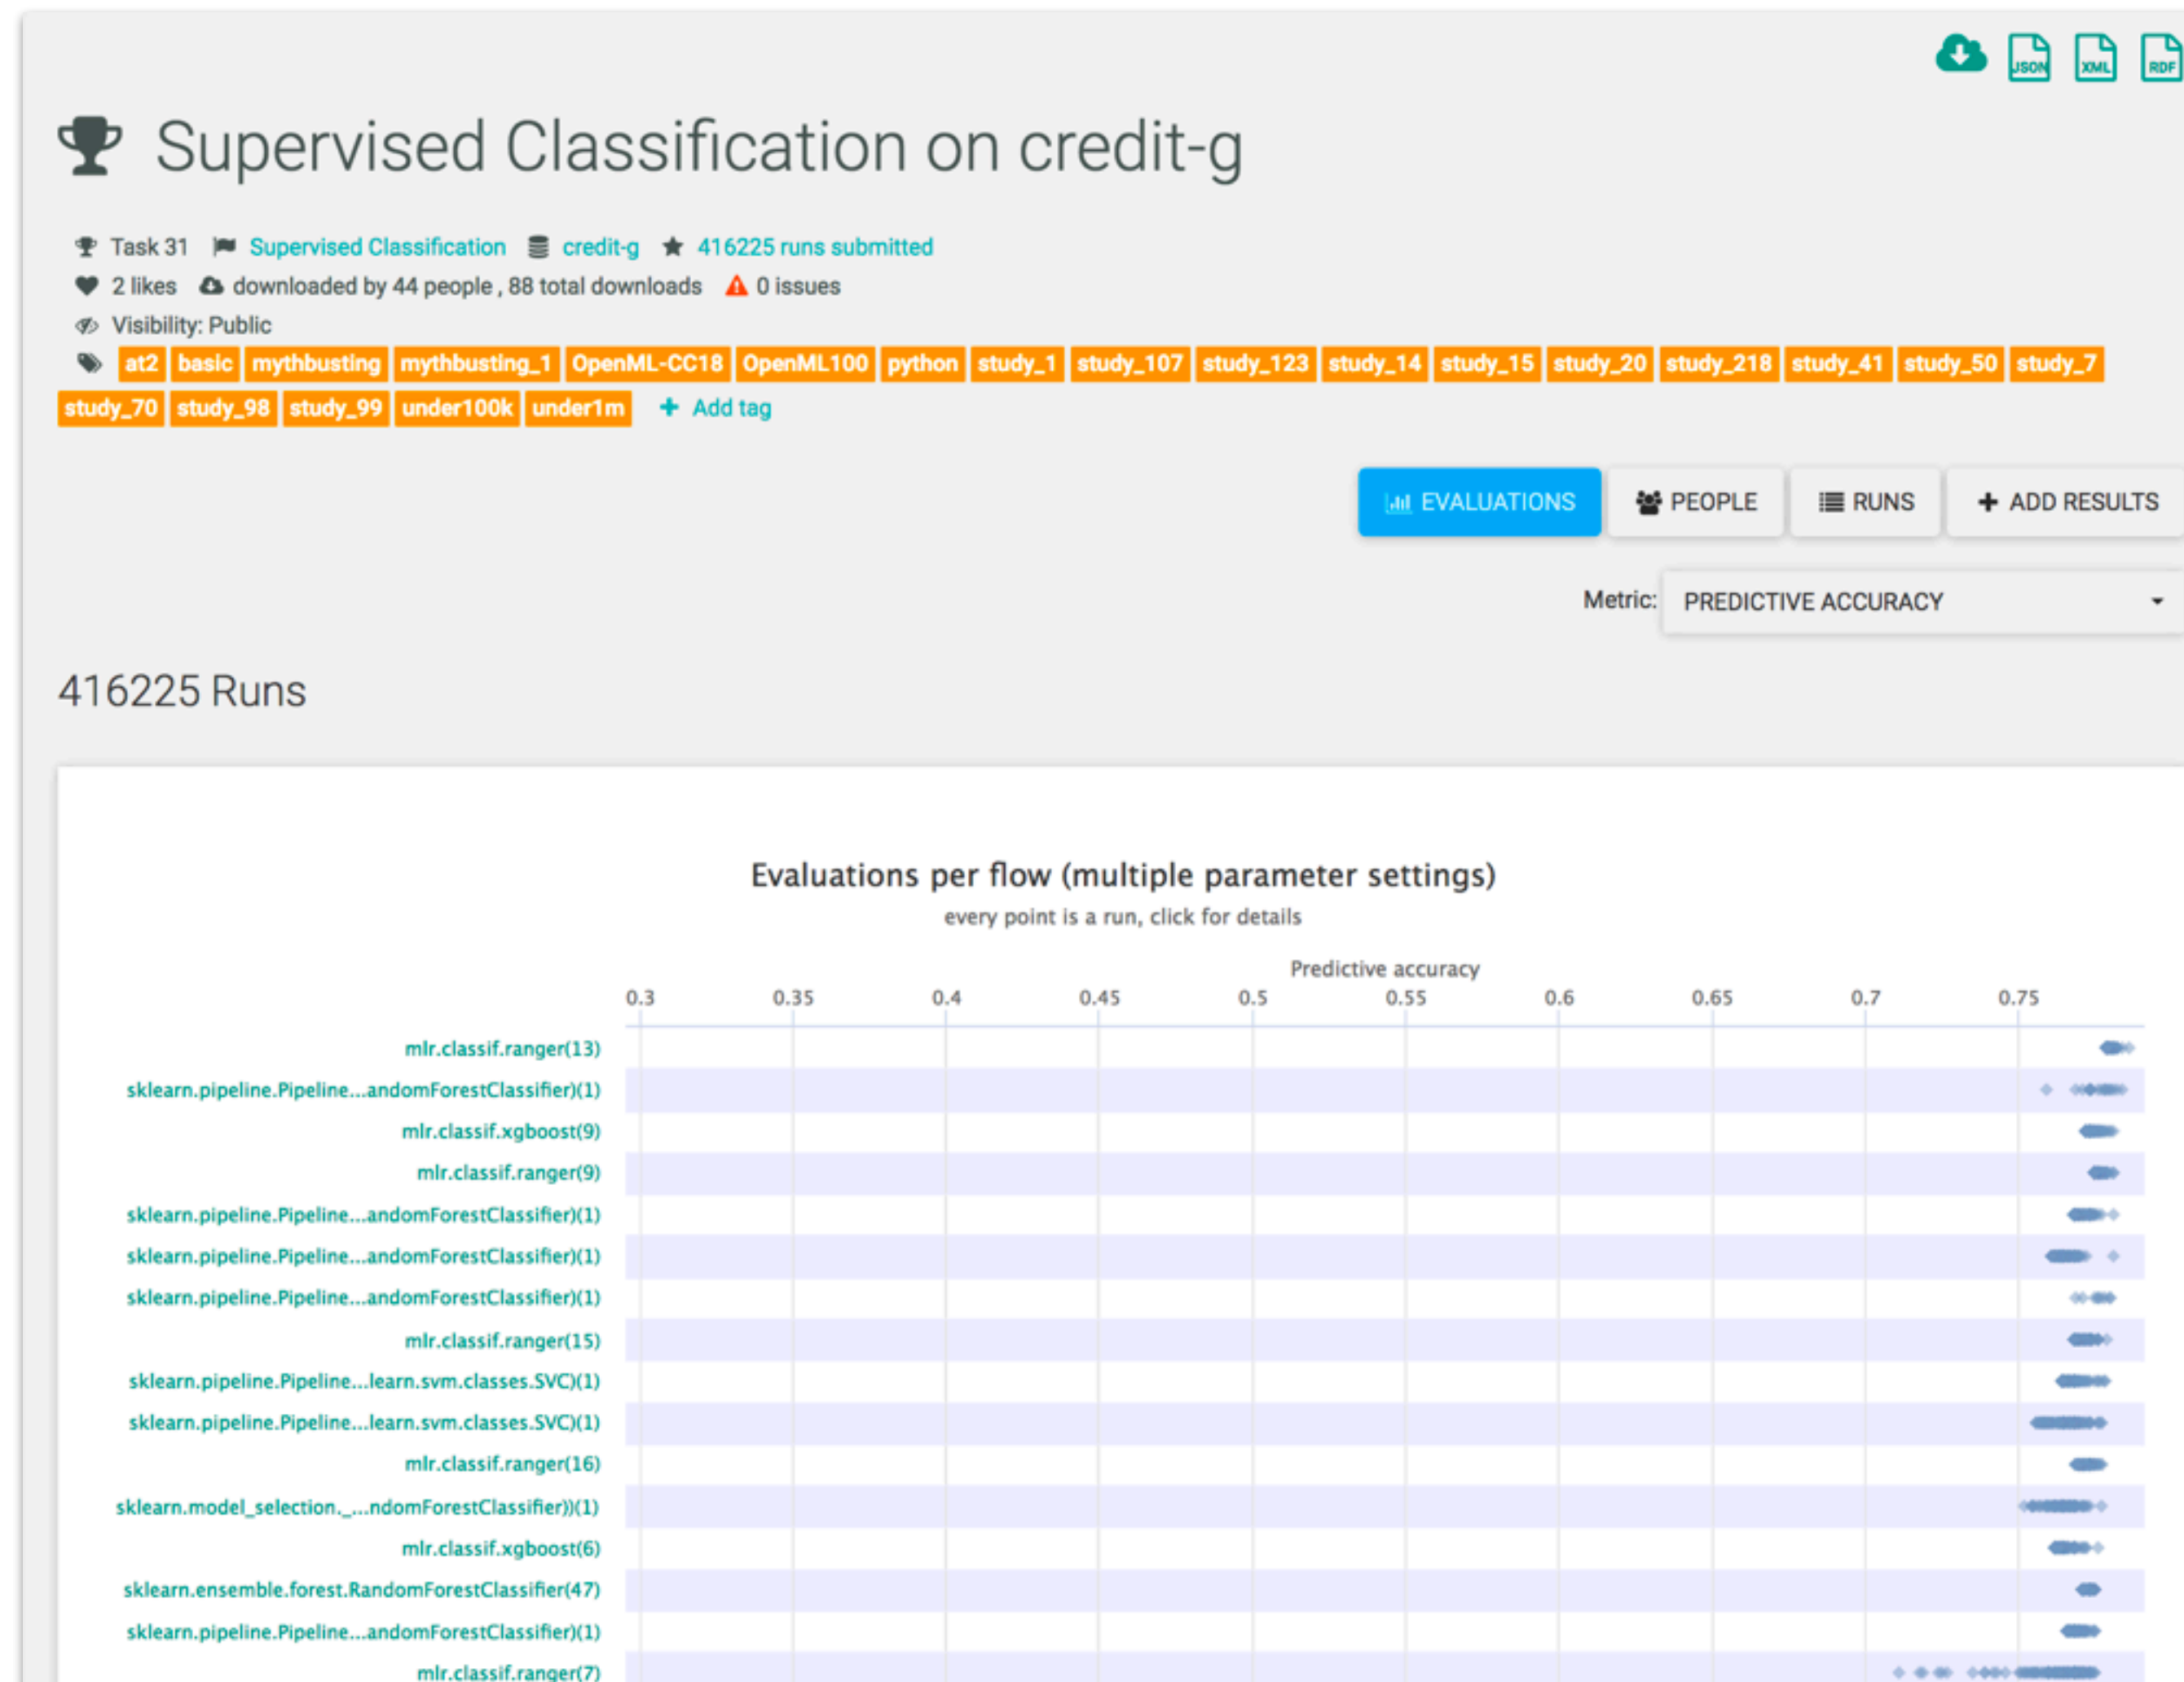 JSON XML RDF
Supervised Classification on credit-g
Task 31 Supervised Classification credit-g 416225 runs submitted
2 likes downloaded by 44 people , 88 total downloads 0 issues
Visibility: Public
at2 basic mythbusting mythbusting_1 OpenML-CC18 OpenML100 python study_1 study_107 study_123 study_14 study_15 study_20 study_218 study_41 study_50 study_7
study_70 study_98 study_99 under100k under1m + Add tag
EVALUATIONS PEOPLE RUNS + ADD RESULTS
Metric: PREDICTIVE ACCURACY
416225 Runs
Evaluations per flow (multiple parameter settings)
every point is a run, click for details
Predictive accuracy
0.3 0.35 0.4 0.45 0.5 0.55 0.6 0.65 0.7 0.75
mlr.classif.ranger(13)
sklearn.pipeline.Pipeline...andomForestClassifier)(1)
mlr.classif.xgboost(9)
mlr.classif.ranger(9)
sklearn.pipeline.Pipeline...andomForestClassifier)(1)
sklearn.pipeline.Pipeline...andomForestClassifier)(1)
sklearn.pipeline.Pipeline...andomForestClassifier)(1)
mlr.classif.ranger(15)
sklearn.pipeline.Pipeline...learn.svm.classes.SVC)(1)
sklearn.pipeline.Pipeline...learn.svm.classes.SVC)(1)
mlr.classif.ranger(16)
sklearn.model_selection._...ndomForestClassifier))(1)
mlr.classif.xgboost(6)
sklearn.ensemble.forest.RandomForestClassifier(47)
sklearn.pipeline.Pipeline...andomForestClassifier)(1)
mlr.classif.ranger(7)